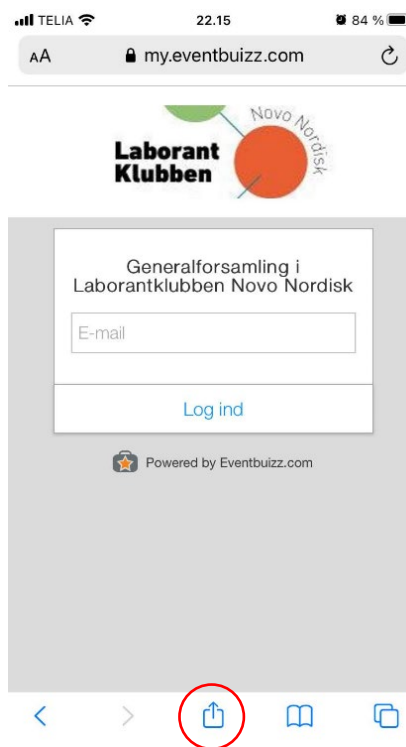 TELIA 22.15 84 %
AA my.eventbuizz.com
Novo Nordisk
Laborant
Klubben
Generalforsamling i
Laborantklubben Novo Nordisk
E-mail
Log ind
Powered by Eventbuizz.com